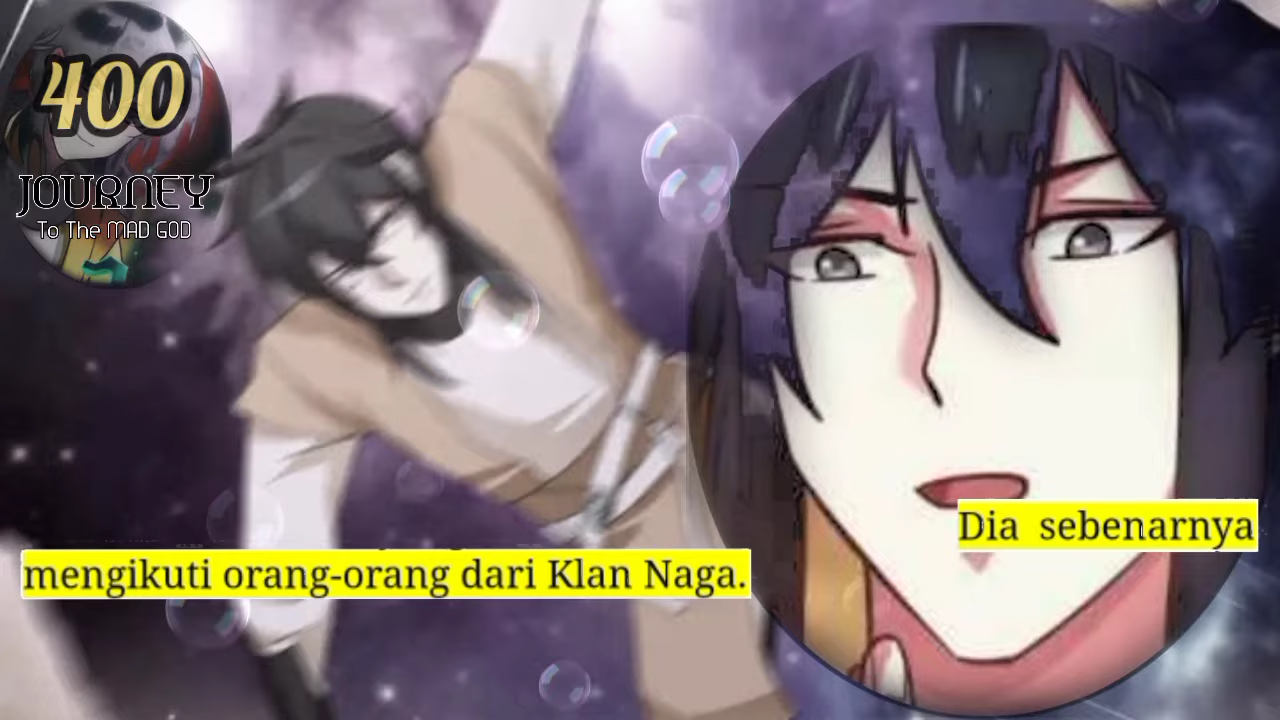 400
JOURNEY
To The MAD GOD
Dia sebenarnya
mengikuti orang-orang dari Klan Naga.